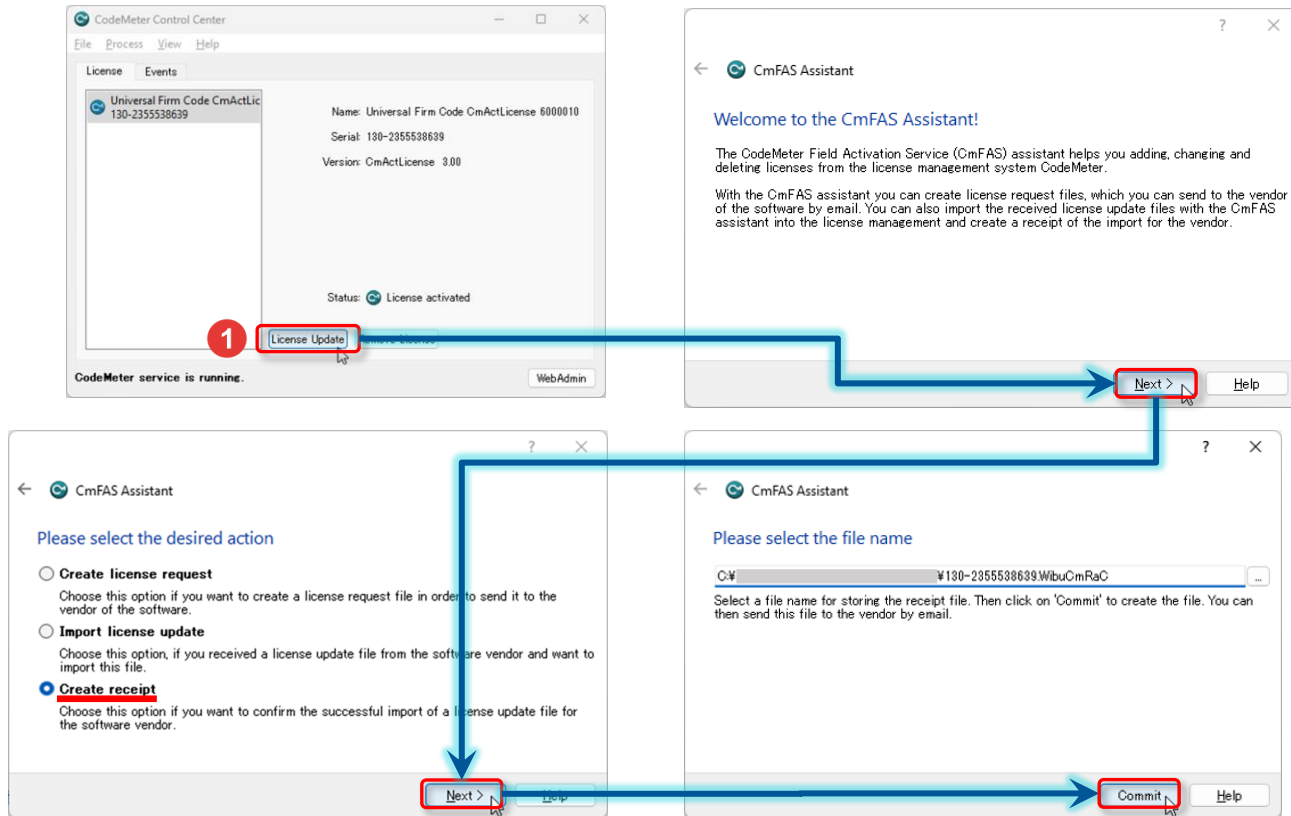 CodeMeter Control Center
File Process View Help
License Events
Universal Firm Code CmActLic
130-2355538639
Name: Universal Firm Code CmActLicense 6000010
Serial: 130-2355538639
Version: CmActLicense 3.00
Status: License activated
1
License Update
CodeMeter service is running.
WebAdmin
?
CmFAS Assistant
Welcome to the CmFAS Assistant!
The CodeMeter Field Activation Service (CmFAS) assistant helps you adding, changing and
deleting licenses from the license management system CodeMeter.
With the CmFAS assistant you can create license request files, which you can send to the vendor
of the software by email. You can also import the received license update files with the CmFAS
assistant into the license management and create a receipt of the import for the vendor.
Next >
Help
?
CmFAS Assistant
Please select the desired action
Create license request
Choose this option if you want to create a license request file in order to send it to the
vendor of the software.
Import license update
Choose this option, if you received a license update file from the software vendor and want to
import this file.
Create receipt
Choose this option if you want to confirm the successful import of a license update file for
the software vendor.
Next >
Help
?
CmFAS Assistant
Please select the file name
C:¥ ¥130-2355538639.WibuCmRaC
...
Select a file name for storing the receipt file. Then click on 'Commit' to create the file. You can
then send this file to the vendor by email.
Commit
Help